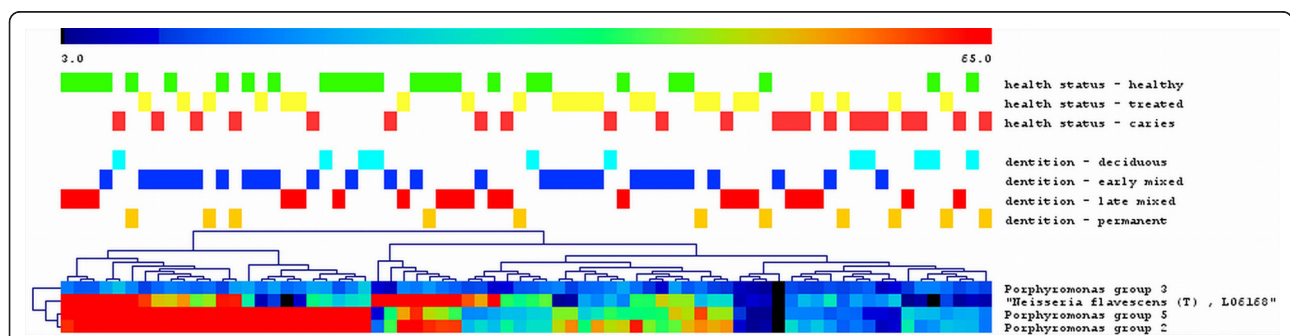 3.0 65.0
health status - healthy
health status - treated
health status - caries
dentition - deciduous
dentition - early mixed
dentition - late mixed
dentition - permanent
Porphyromonas group 3
"Neisseria flavescens (T) , L06168"
Porphyromonas group 5
Porphyromonas group 2